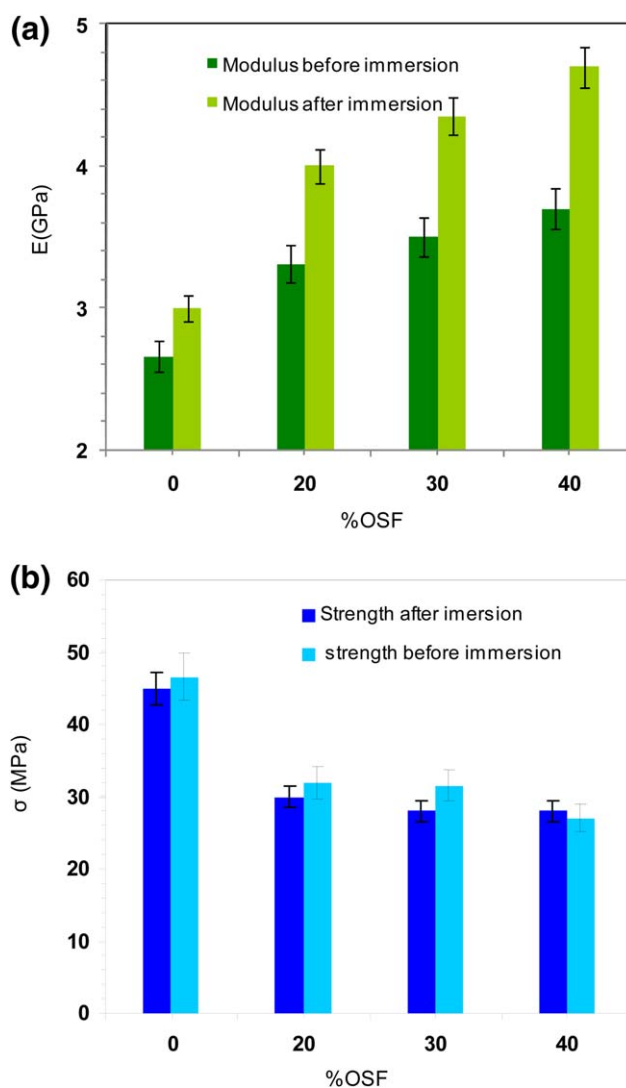 (a)
5
Modulus before immersion
Modulus after immersion
4
E(GPa)
3
2
0 20 30 40
%OSF
(b)
60
Strength after imersion
50
strength before immersion
40
σ (MPa)
30
20
10
0
0 20 30 40
%OSF